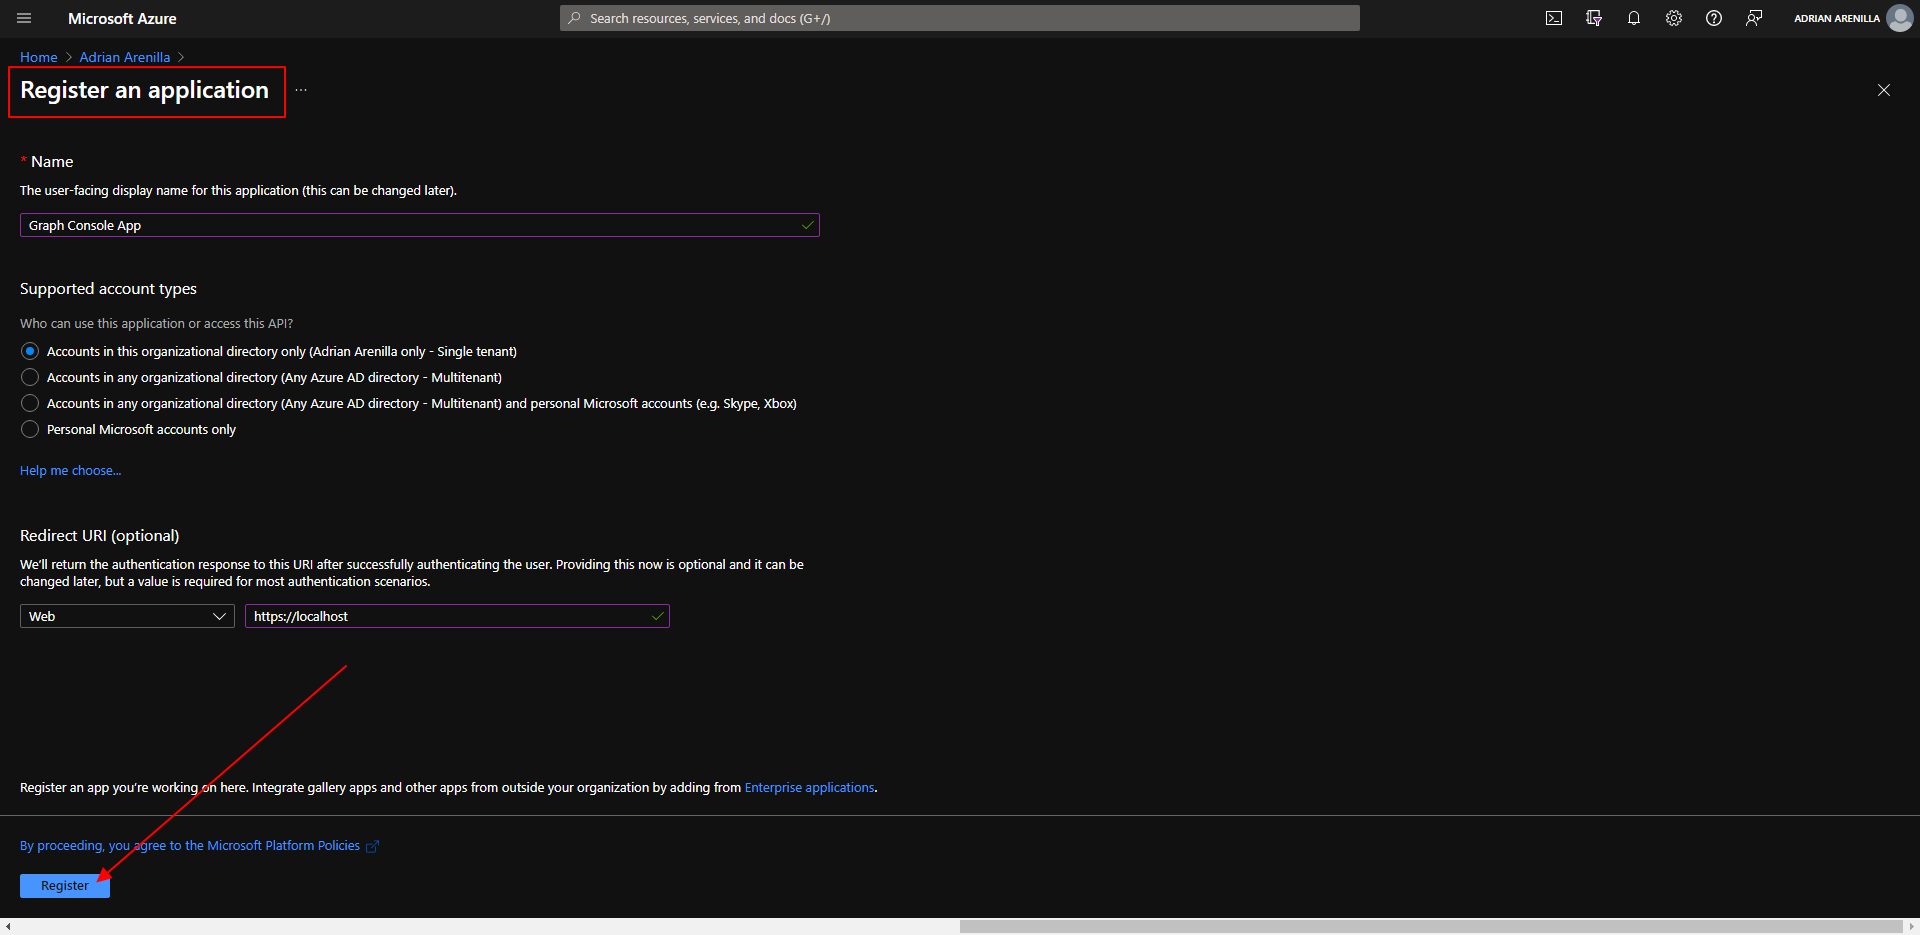 Microsoft Azure
Search resources, services, and docs (G+/)
ADRIAN ARENILLA
Home > Adrian Arenilla >
Register an application ...
* Name
The user-facing display name for this application (this can be changed later).
Graph Console App
Supported account types
Who can use this application or access this API?
Accounts in this organizational directory only (Adrian Arenilla only - Single tenant)
Accounts in any organizational directory (Any Azure AD directory - Multitenant)
Accounts in any organizational directory (Any Azure AD directory - Multitenant) and personal Microsoft accounts (e.g. Skype, Xbox)
Personal Microsoft accounts only
Help me choose...
Redirect URI (optional)
We'll return the authentication response to this URI after successfully authenticating the user. Providing this now is optional and it can be
changed later, but a value is required for most authentication scenarios.
Web
https://localhost
Register an app you're working on here. Integrate gallery apps and other apps from outside your organization by adding from Enterprise applications.
By proceeding, you agree to the Microsoft Platform Policies
Register